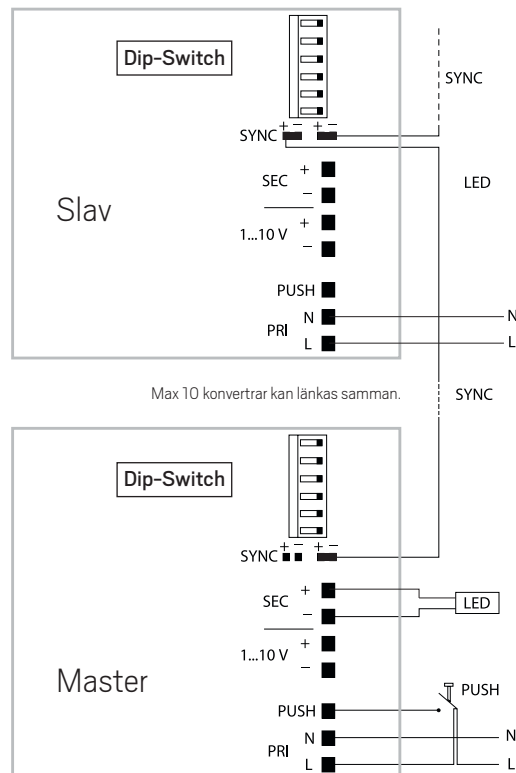 Dip-Switch
SYNC
+ − + −
SYNC
SEC
+
−
LED
Slav
1...10 V
+
−
PUSH
PRI
N
L
N
L
Max 10 konvertrar kan länkas samman.
SYNC
Dip-Switch
+ − + −
SYNC
SEC
+
−
LED
1...10 V
+
−
Master
PUSH
PUSH
PRI
N
L
N
L